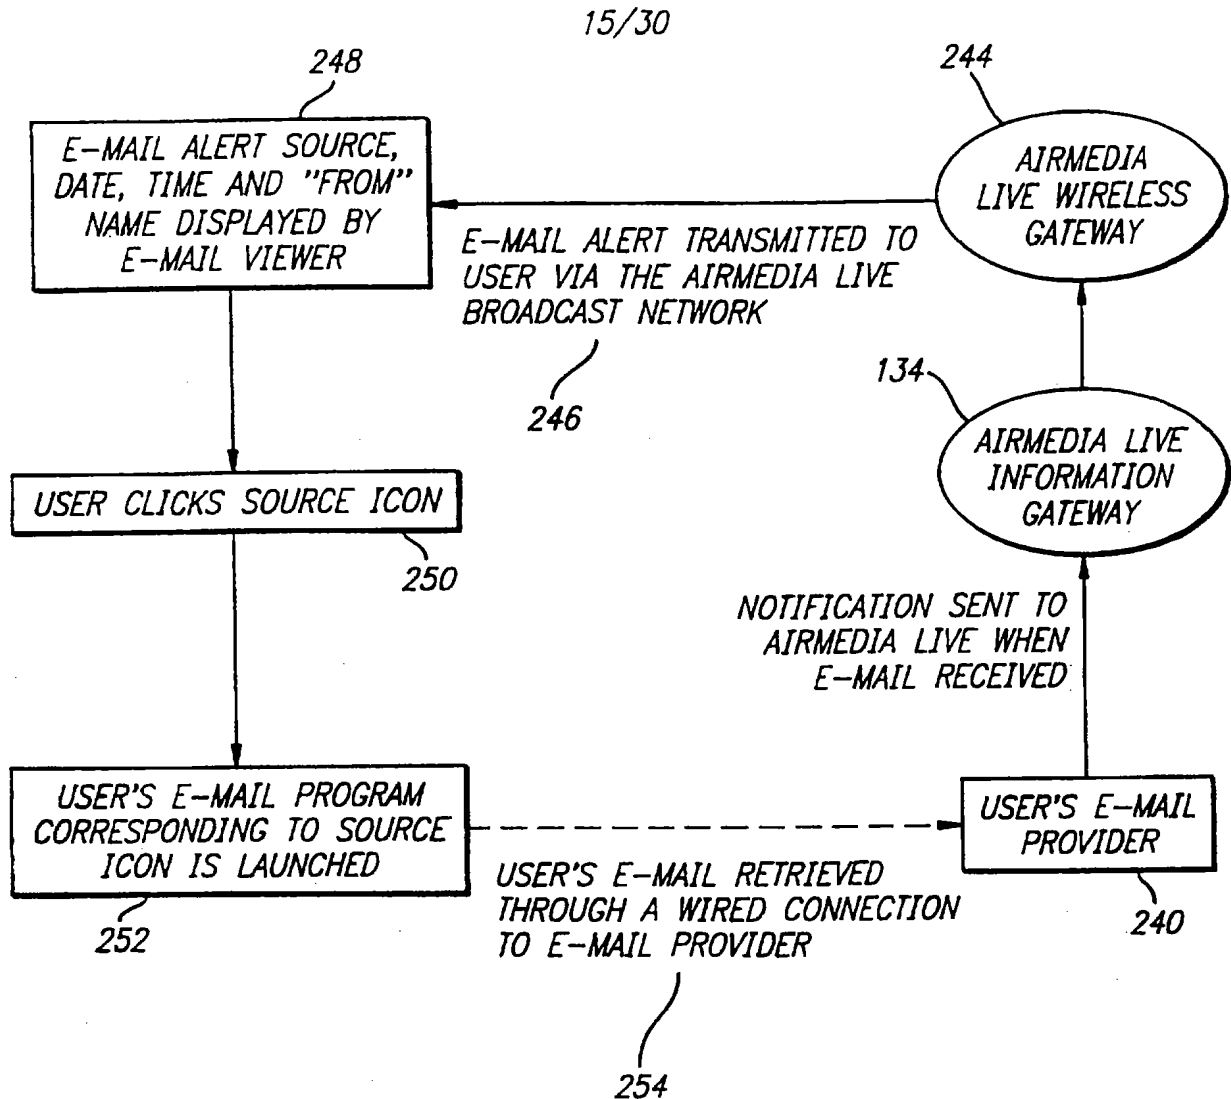 15/30
248
E-MAIL ALERT SOURCE,
DATE, TIME AND "FROM"
NAME DISPLAYED BY
E-MAIL VIEWER
244
AIRMEDIA
LIVE WIRELESS
GATEWAY
E-MAIL ALERT TRANSMITTED TO
USER VIA THE AIRMEDIA LIVE
BROADCAST NETWORK
246
134
AIRMEDIA LIVE
INFORMATION
GATEWAY
USER CLICKS SOURCE ICON
250
NOTIFICATION SENT TO
AIRMEDIA LIVE WHEN
E-MAIL RECEIVED
USER'S E-MAIL PROGRAM
CORRESPONDING TO SOURCE
ICON IS LAUNCHED
252
USER'S E-MAIL RETRIEVED
THROUGH A WIRED CONNECTION
TO E-MAIL PROVIDER
254
USER'S E-MAIL
PROVIDER
240